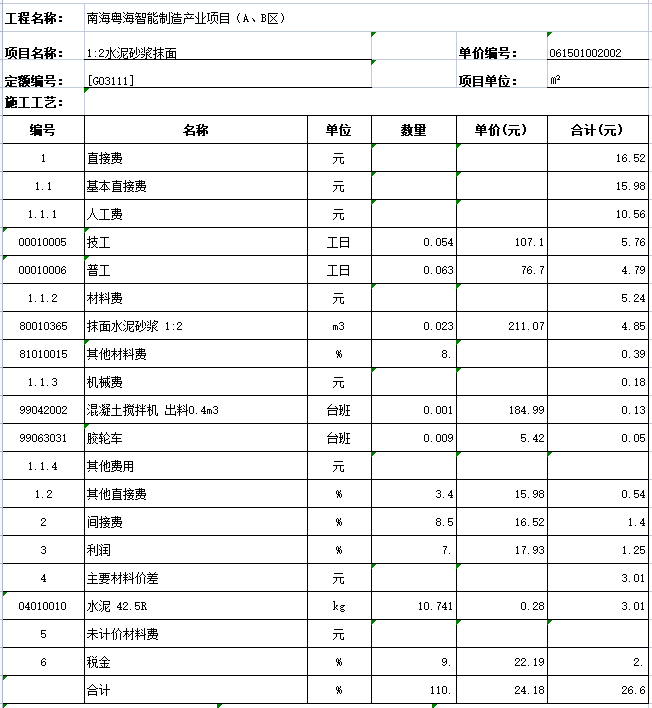 工程名称： 南海粤海智能制造产业项目（A、B区）
项目名称： 1:2水泥砂浆抹面 单价编号： 061501002002
定额编号： [G03111] 项目单位： m²
施工工艺：
编号 名称 单位 数量 单价(元) 合计(元)
1 直接费 元 16.52
1.1 基本直接费 元 15.98
1.1.1 人工费 元 10.56
00010005 技工 工日 0.054 107.1 5.76
00010006 普工 工日 0.063 76.7 4.79
1.1.2 材料费 元 5.24
80010365 抹面水泥砂浆 1:2 m3 0.023 211.07 4.85
81010015 其他材料费 % 8. 0.39
1.1.3 机械费 元 0.18
99042002 混凝土搅拌机 出料0.4m3 台班 0.001 184.99 0.13
99063031 胶轮车 台班 0.009 5.42 0.05
1.1.4 其他费用 元
1.2 其他直接费 % 3.4 15.98 0.54
2 间接费 % 8.5 16.52 1.4
3 利润 % 7. 17.93 1.25
4 主要材料价差 元 3.01
04010010 水泥 42.5R kg 10.741 0.28 3.01
5 未计价材料费 元
6 税金 % 9. 22.19 2.
合计 % 110. 24.18 26.6